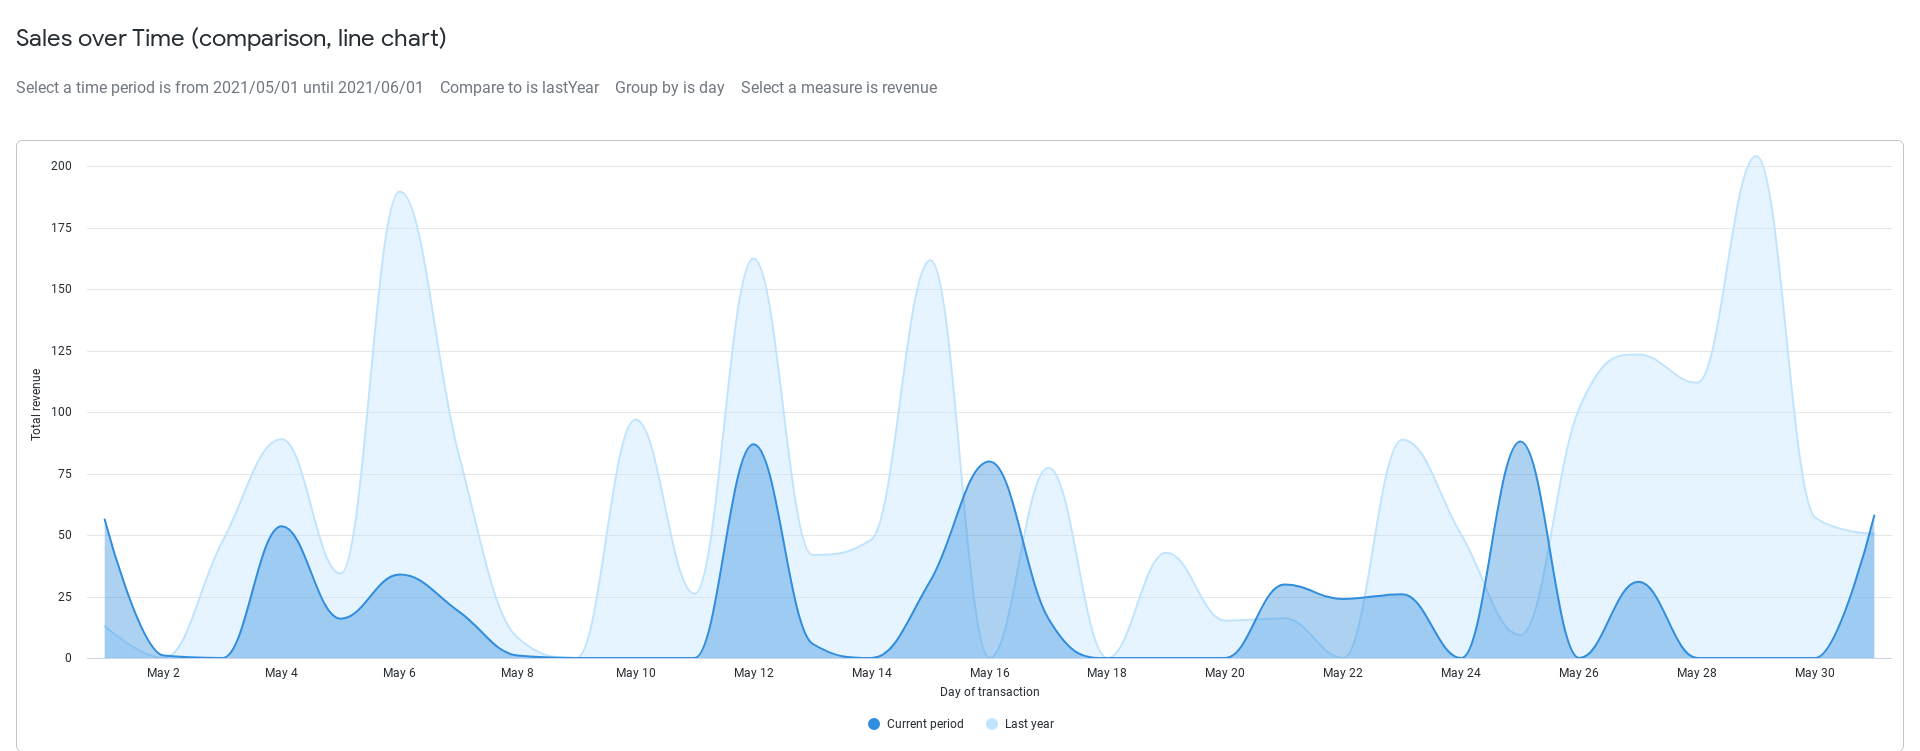 Sales over Time (comparison, line chart)
Select a time period is from 2021/05/01 until 2021/06/01 Compare to is lastYear Group by is day Select a measure is revenue
200
175
150
125
100
75
50
25
0
Total revenue
May 2 May 4 May 6 May 8 May 10 May 12 May 14 May 16 May 18 May 20 May 22 May 24 May 26 May 28 May 30
Day of transaction
Current period Last year